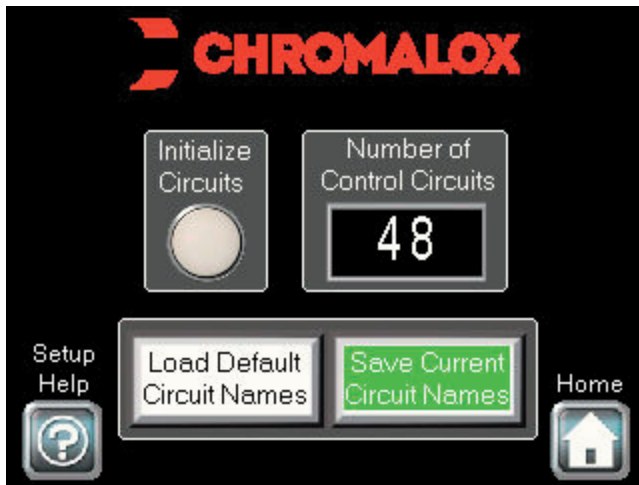 CHROMALOX
Initialize
Circuits
Number of
Control Circuits
48
Setup
Help
Load Default
Circuit Names
Save Current
Circuit Names
Home
?